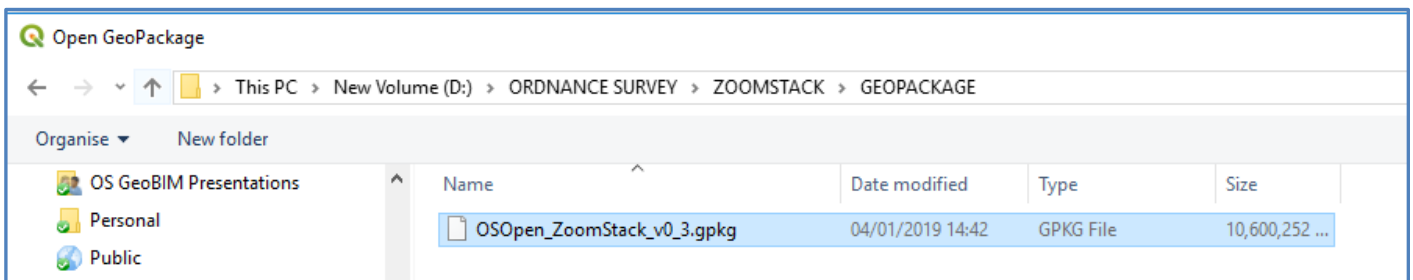 Open GeoPackage
This PC > New Volume (D:) > ORDNANCE SURVEY > ZOOMSTACK > GEOPACKAGE
Organise New folder
OS GeoBIM Presentations
Personal
Public
Name Date modified Type Size
OSOpen_ZoomStack_v0_3.gpkg 04/01/2019 14:42 GPKG File 10,600,252 ...